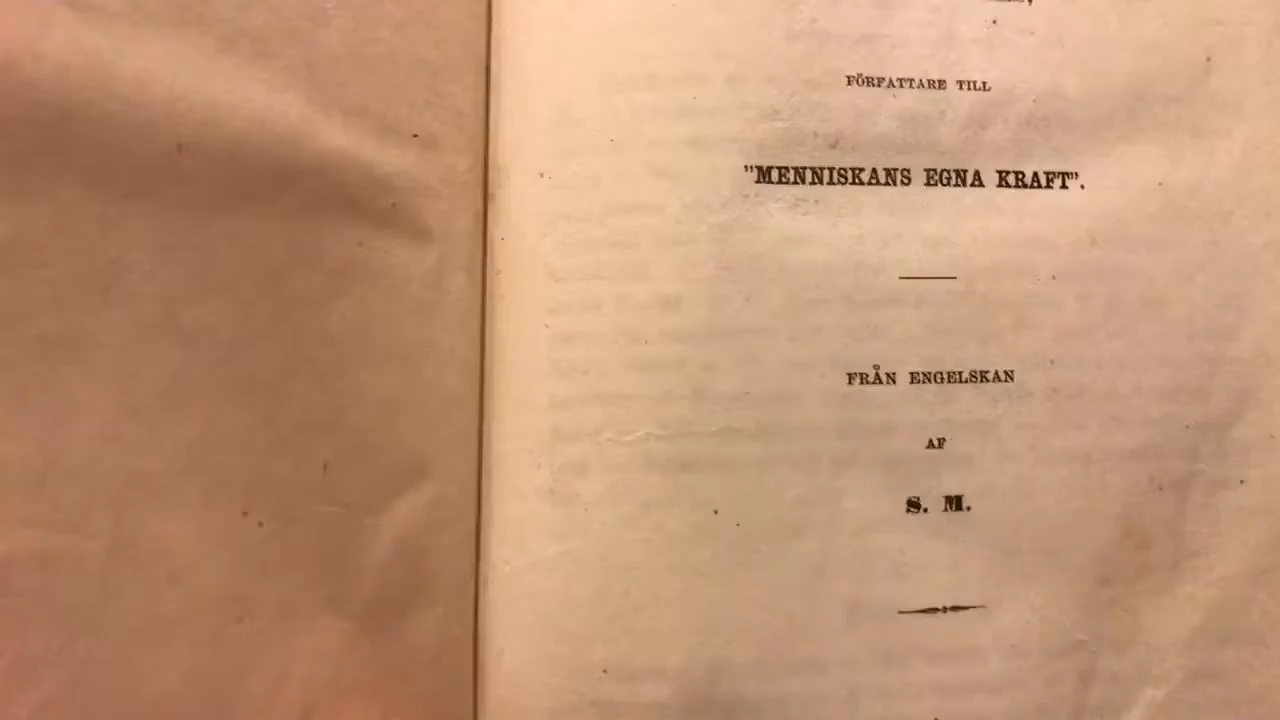 FÖRFATTARE TILL
"MENNISKANS EGNA KRAFT".
FRÅN ENGELSKAN
AF
S. M.